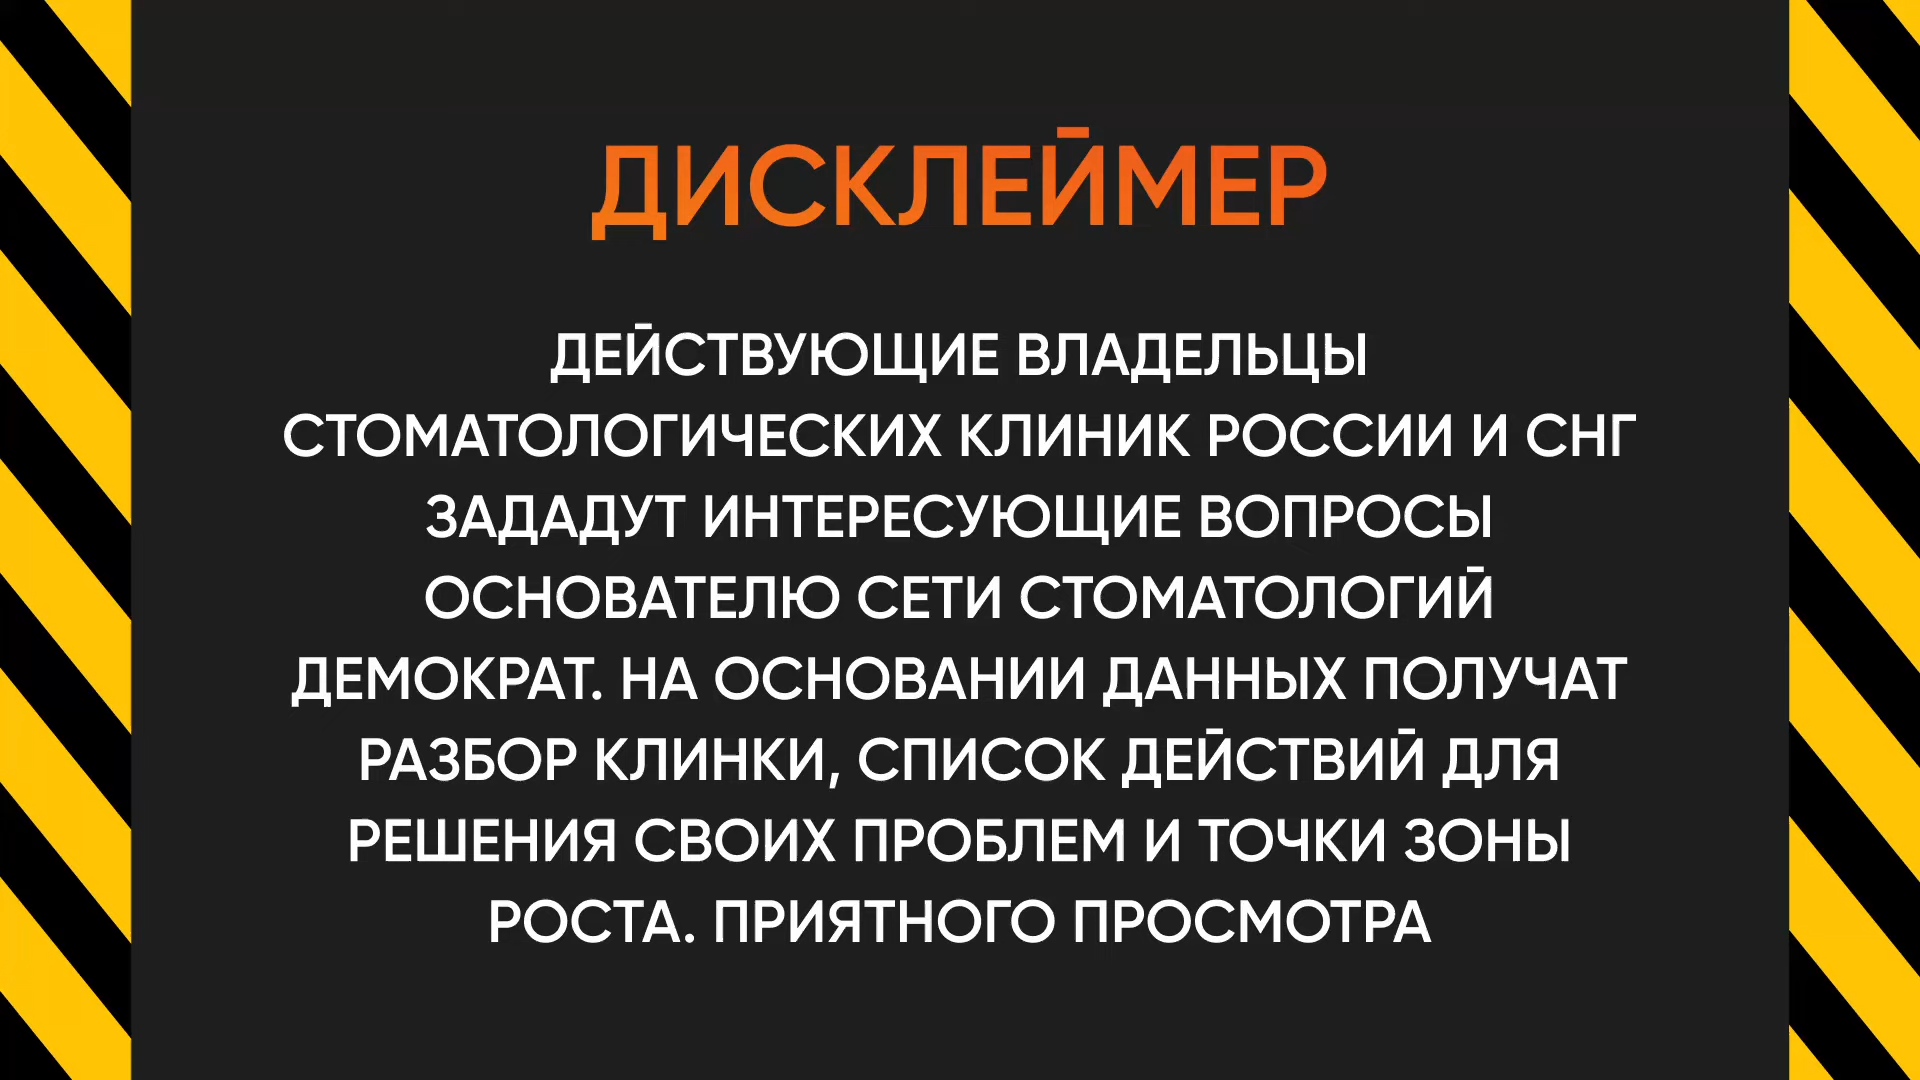 ДИСКЛЕЙМЕР
ДЕЙСТВУЮЩИЕ ВЛАДЕЛЬЦЫ
СТОМАТОЛОГИЧЕСКИХ КЛИНИК РОССИИ И СНГ
ЗАДАДУТ ИНТЕРЕСУЮЩИЕ ВОПРОСЫ
ОСНОВАТЕЛЮ СЕТИ СТОМАТОЛОГИЙ
ДЕМОКРАТ. НА ОСНОВАНИИ ДАННЫХ ПОЛУЧАТ
РАЗБОР КЛИНКИ, СПИСОК ДЕЙСТВИЙ ДЛЯ
РЕШЕНИЯ СВОИХ ПРОБЛЕМ И ТОЧКИ ЗОНЫ
РОСТА. ПРИЯТНОГО ПРОСМОТРА